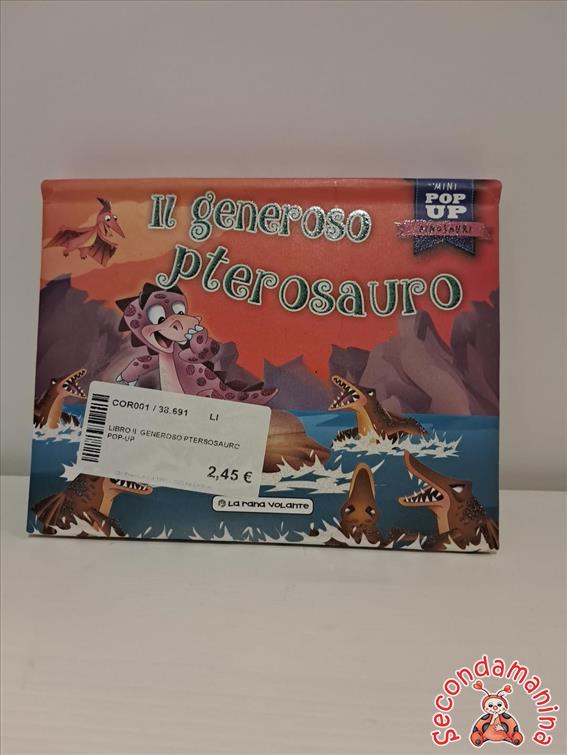 MINI
POP
UP
DINOSAURI
Il generoso
pterosauro
COR001 / 38.691 LI
LIBRO IL GENEROSO PTERSOSAURO
POP-UP
2,45 €
La rana volante
Secondamanina